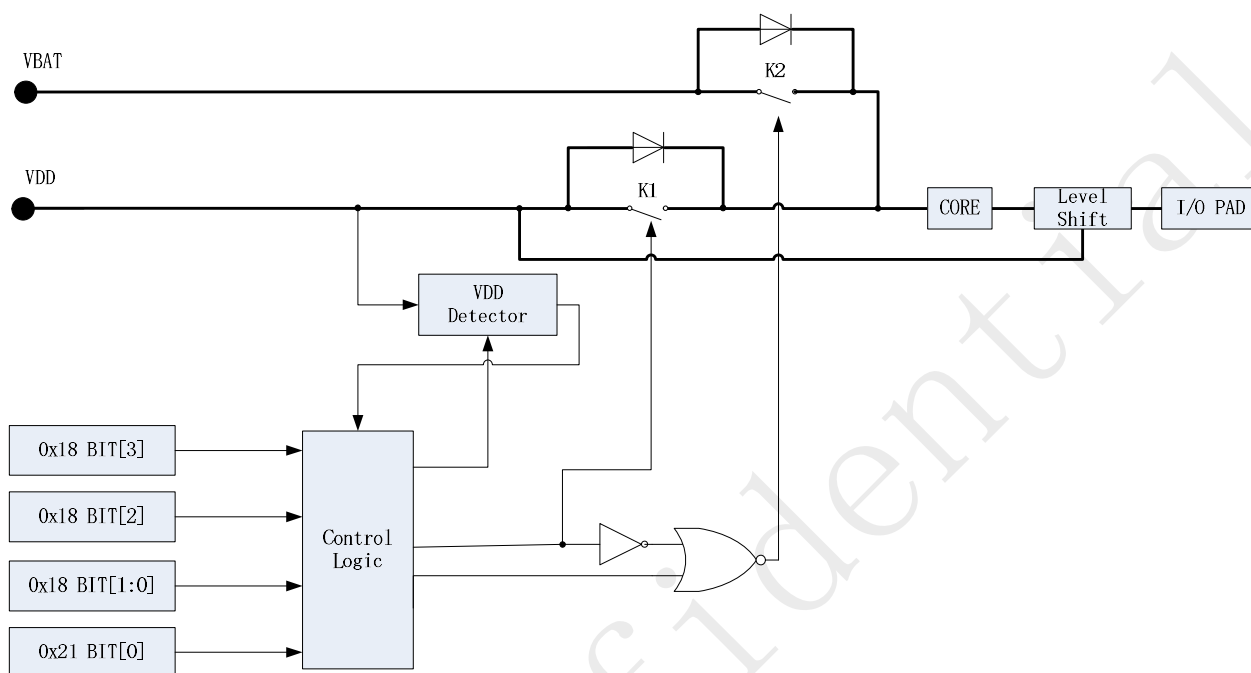 VBAT
K2
VDD
K1
CORE
Level
Shift
I/O PAD
VDD
Detector
0x18 BIT[3]
0x18 BIT[2]
Control
Logic
0x18 BIT[1:0]
0x21 BIT[0]
fidential